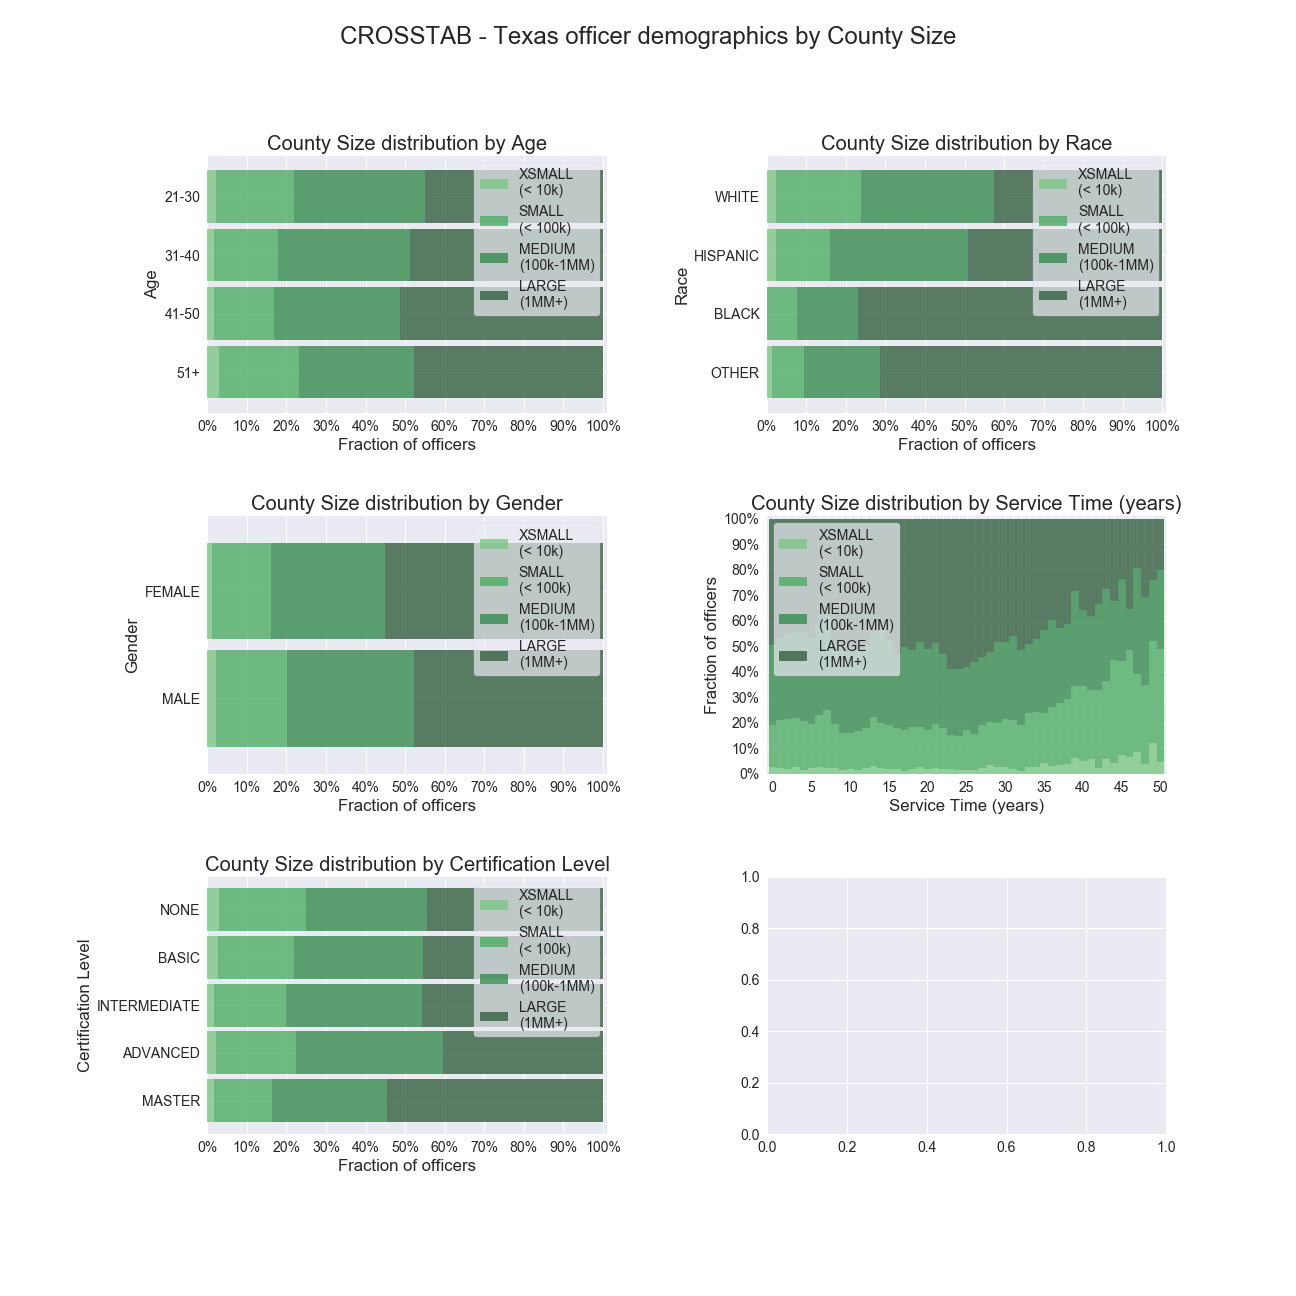 CROSSTAB - Texas officer demographics by County Size
County Size distribution by Age
Age
21-30
31-40
41-50
51+
0% 10% 20% 30% 40% 50% 60% 70% 80% 90% 100%
Fraction of officers
XSMALL
(< 10k)
SMALL
(< 100k)
MEDIUM
(100k-1MM)
LARGE
(1MM+)
County Size distribution by Race
Race
WHITE
HISPANIC
BLACK
OTHER
0% 10% 20% 30% 40% 50% 60% 70% 80% 90% 100%
Fraction of officers
XSMALL
(< 10k)
SMALL
(< 100k)
MEDIUM
(100k-1MM)
LARGE
(1MM+)
County Size distribution by Gender
Gender
FEMALE
MALE
0% 10% 20% 30% 40% 50% 60% 70% 80% 90% 100%
Fraction of officers
XSMALL
(< 10k)
SMALL
(< 100k)
MEDIUM
(100k-1MM)
LARGE
(1MM+)
County Size distribution by Service Time (years)
Fraction of officers
100%
90%
80%
70%
60%
50%
40%
30%
20%
10%
0%
0 5 10 15 20 25 30 35 40 45 50
Service Time (years)
XSMALL
(< 10k)
SMALL
(< 100k)
MEDIUM
(100k-1MM)
LARGE
(1MM+)
County Size distribution by Certification Level
Certification Level
NONE
BASIC
INTERMEDIATE
ADVANCED
MASTER
0% 10% 20% 30% 40% 50% 60% 70% 80% 90% 100%
Fraction of officers
XSMALL
(< 10k)
SMALL
(< 100k)
MEDIUM
(100k-1MM)
LARGE
(1MM+)
1.0
0.8
0.6
0.4
0.2
0.0
0.0 0.2 0.4 0.6 0.8 1.0